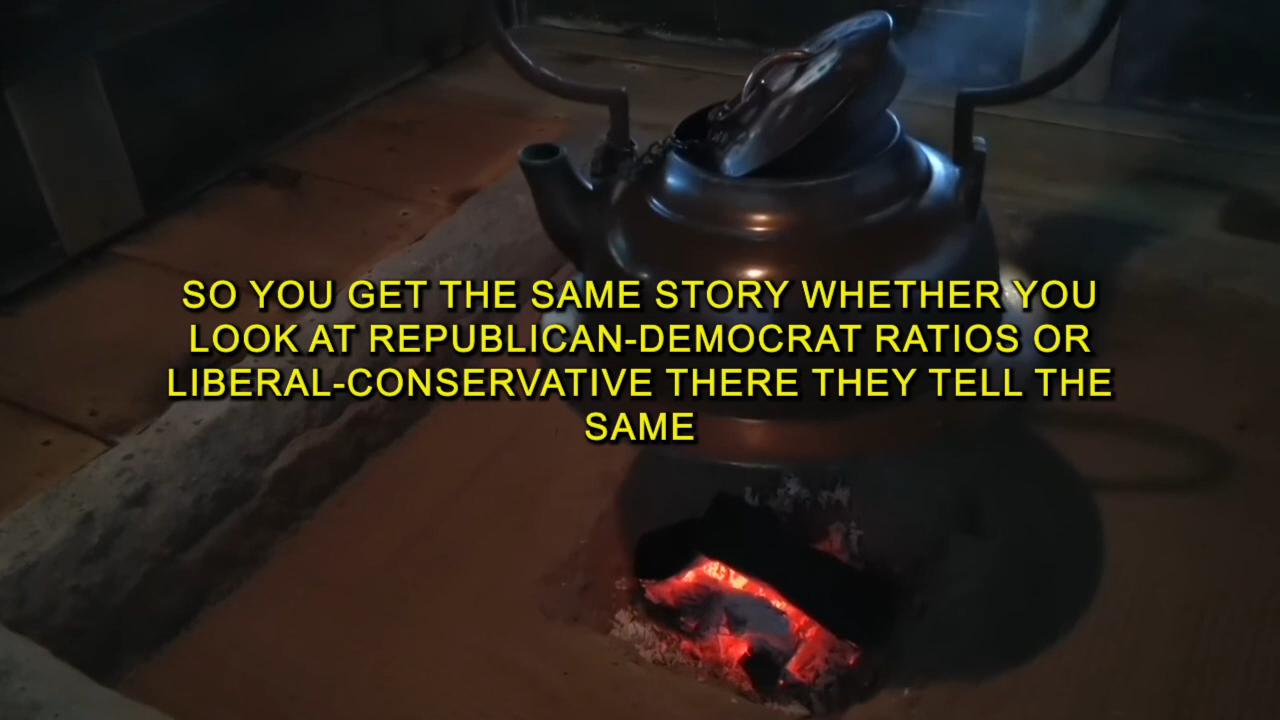 SO YOU GET THE SAME STORY WHETHER YOU
LOOK AT REPUBLICAN-DEMOCRAT RATIOS OR
LIBERAL-CONSERVATIVE THERE THEY TELL THE
SAME